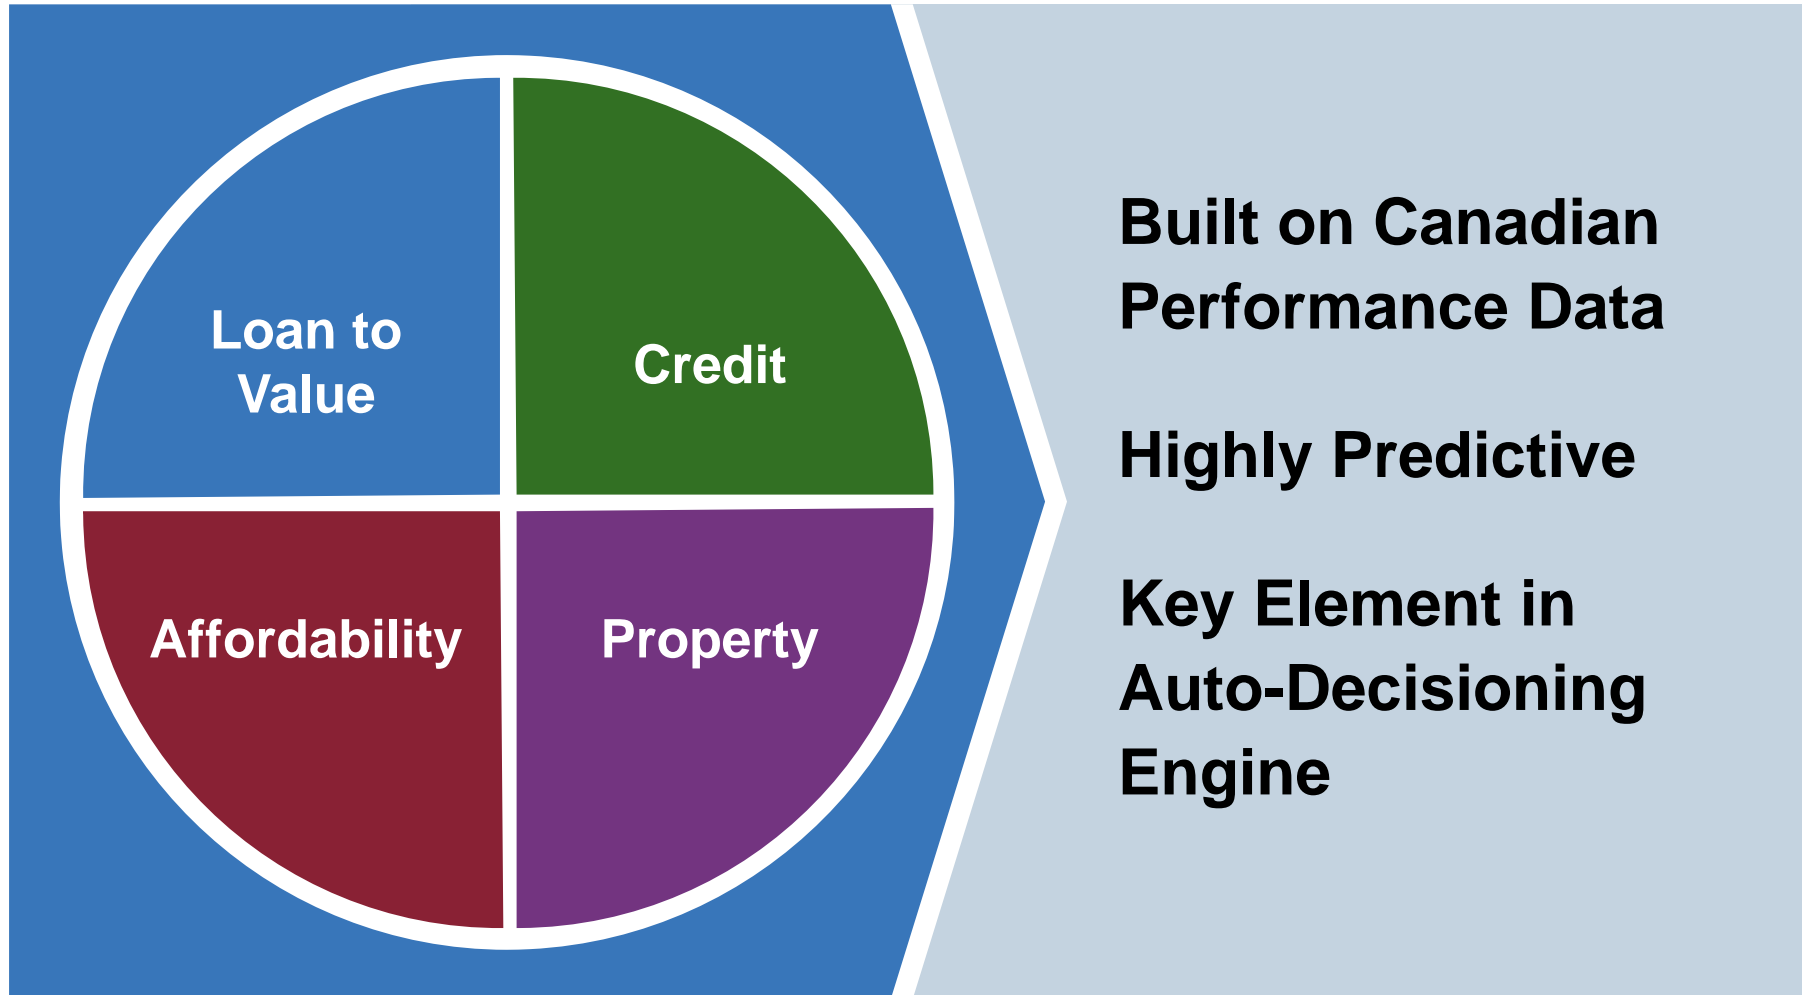 Loan to
Value
Credit
Affordability
Property
Built on Canadian
Performance Data
Highly Predictive
Key Element in
Auto-Decisioning
Engine